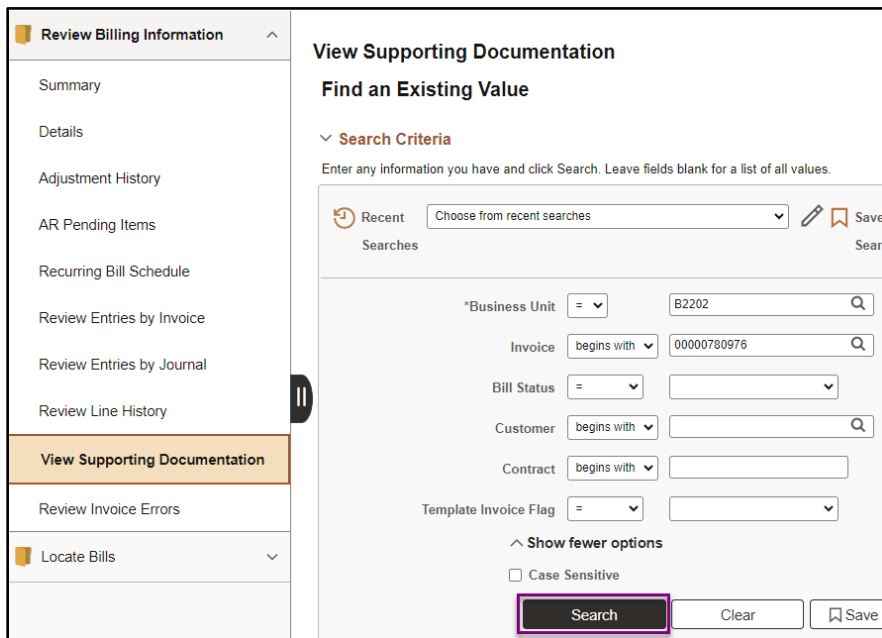 Review Billing Information
Summary
Details
Adjustment History
AR Pending Items
Recurring Bill Schedule
Review Entries by Invoice
Review Entries by Journal
Review Line History
View Supporting Documentation
Review Invoice Errors
Locate Bills
View Supporting Documentation
Find an Existing Value
Search Criteria
Enter any information you have and click Search. Leave fields blank for a list of all values.
Recent Searches Choose from recent searches Save
Sear
*Business Unit = B2202
Invoice begins with 00000780976
Bill Status =
Customer begins with
Contract begins with
Template Invoice Flag =
Show fewer options
Case Sensitive
Search Clear Save